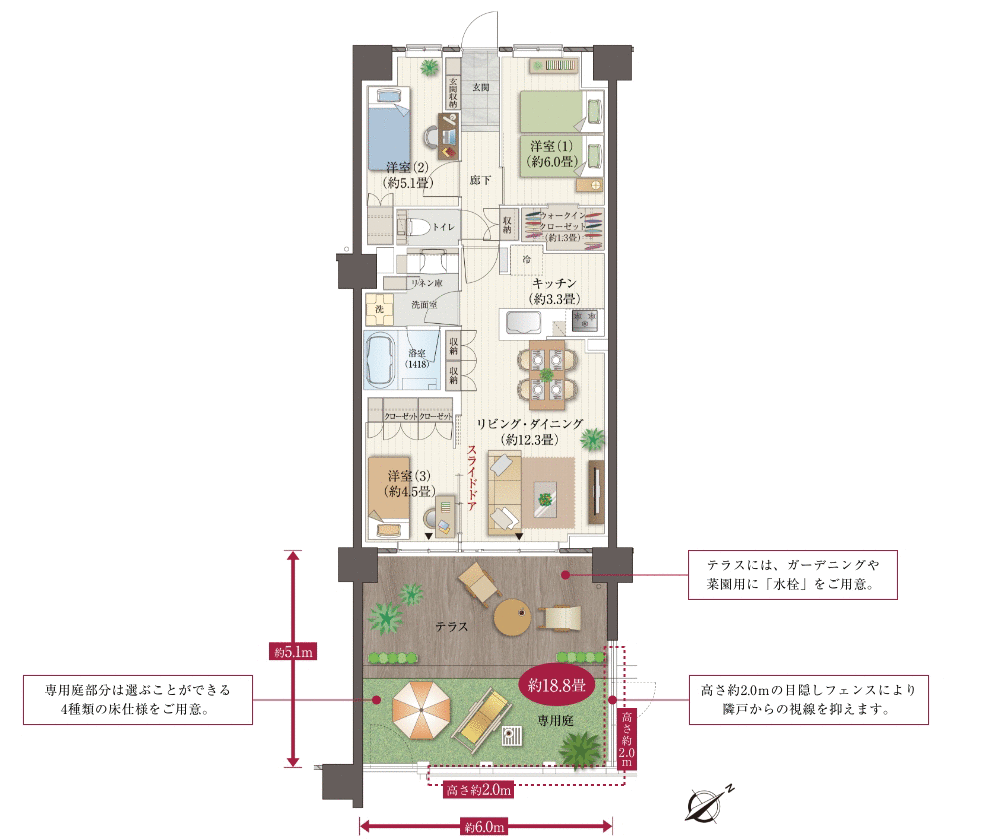 玄関
玄関収納
洋室(1)
(約6.0畳)
洋室(2)
(約5.1畳)
廊下
収納
ウォークイン
クローゼット
(約1.3畳)
トイレ
冷
リネン庫
キッチン
(約3.3畳)
洗
洗面室
浴室
(1418)
収納
収納
クローゼット
クローゼット
リビング・ダイニング
(約12.3畳)
スライドドア
洋室(3)
(約4.5畳)
テラスには、ガーデニングや
菜園用に「水栓」をご用意。
テラス
約5.1m
専用庭部分は選ぶことができる
4種類の床仕様をご用意。
約18.8畳
専用庭
高さ約2.0mの目隠しフェンスにより
隣戸からの視線を抑えます。
高さ約2.0m
高さ約2.0m
約6.0m
N